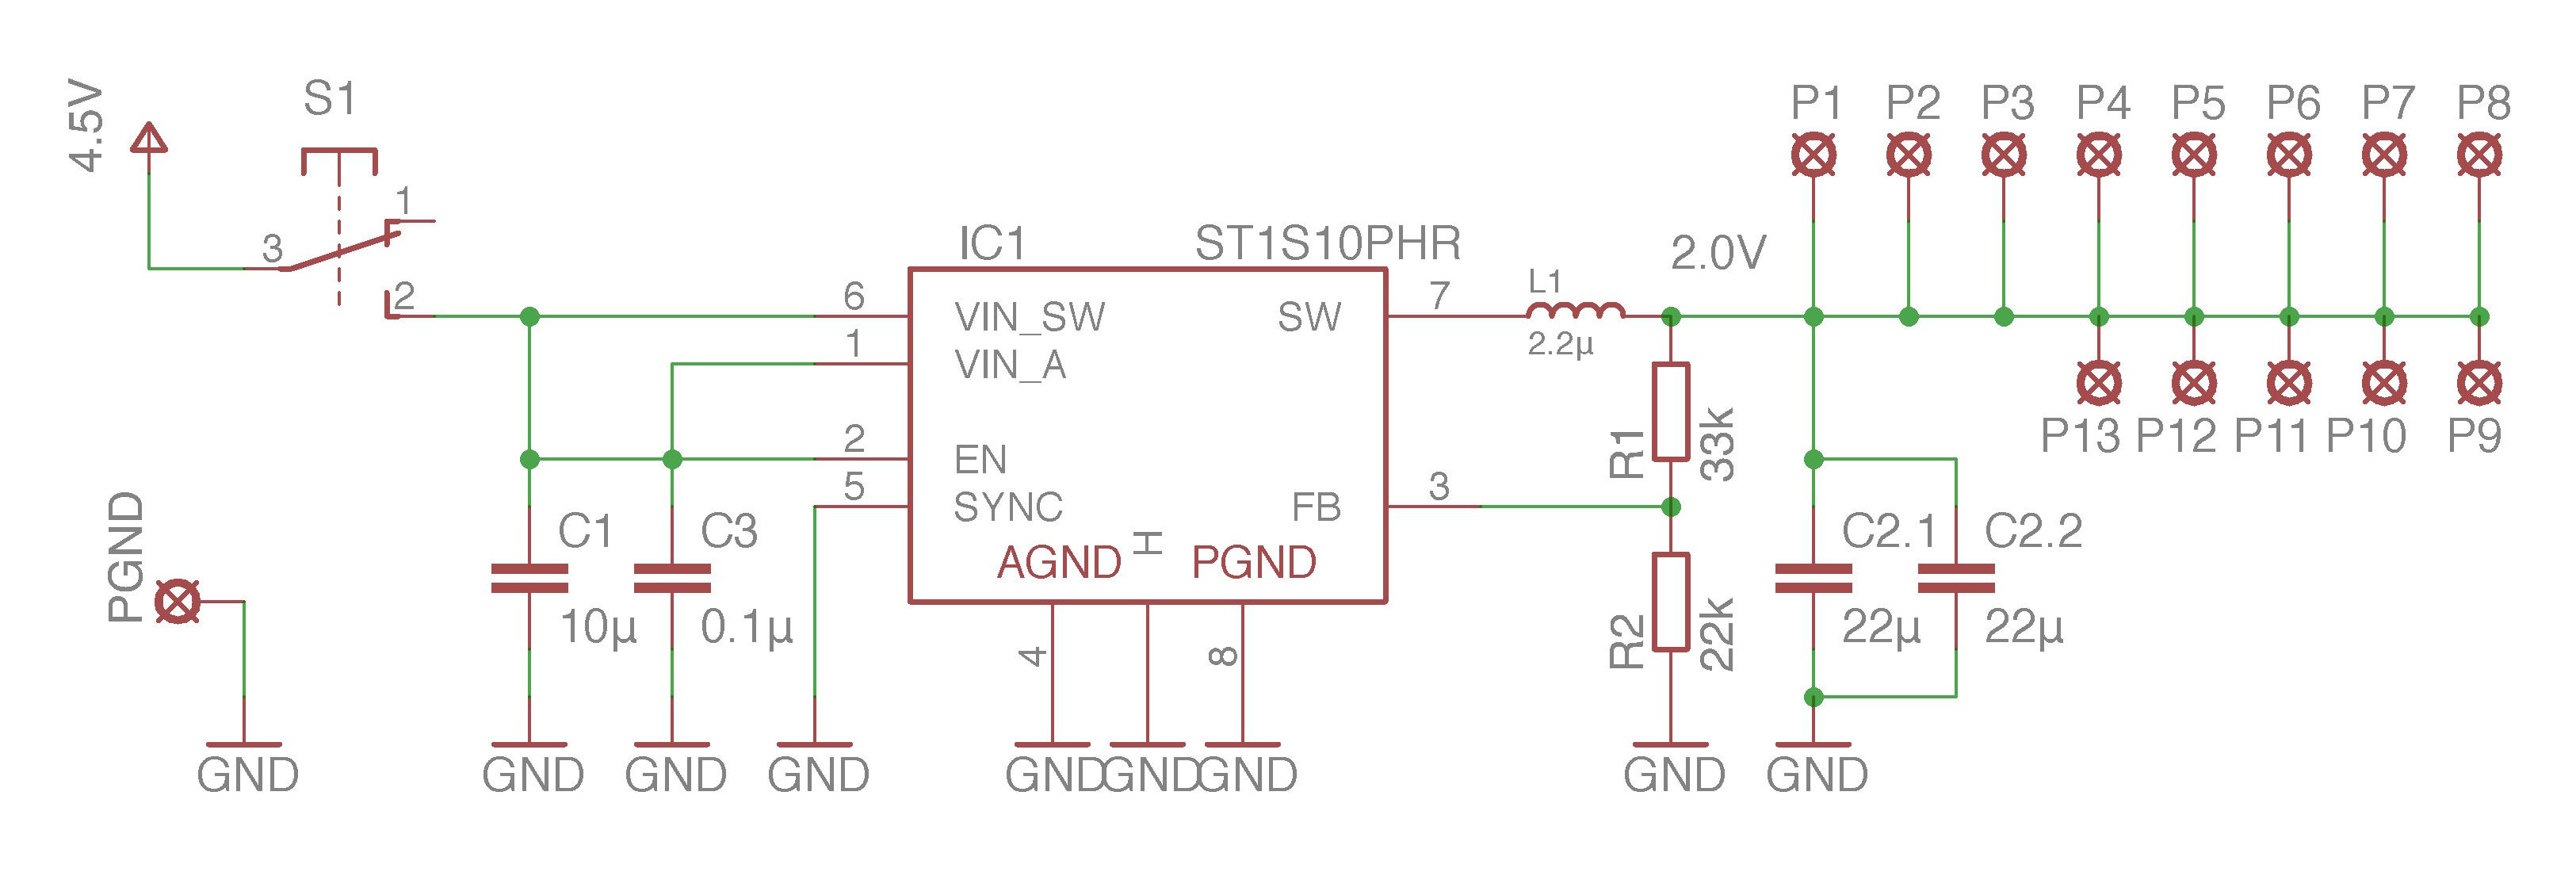 4.5V
S1
1
3
2
IC1 ST1S10PHR
6 VIN_SW
1 VIN_A
2 EN
5 SYNC
SW 7
FB 3
AGND H PGND
4
8
L1
2.2µ
2.0V
R1 33k
R2 22k
P1 P2 P3 P4 P5 P6 P7 P8
P13 P12 P11 P10 P9
C1
10µ
C3
0.1µ
C2.1
22µ
C2.2
22µ
PGND
GND GND GND GND GND GND GND GND GND